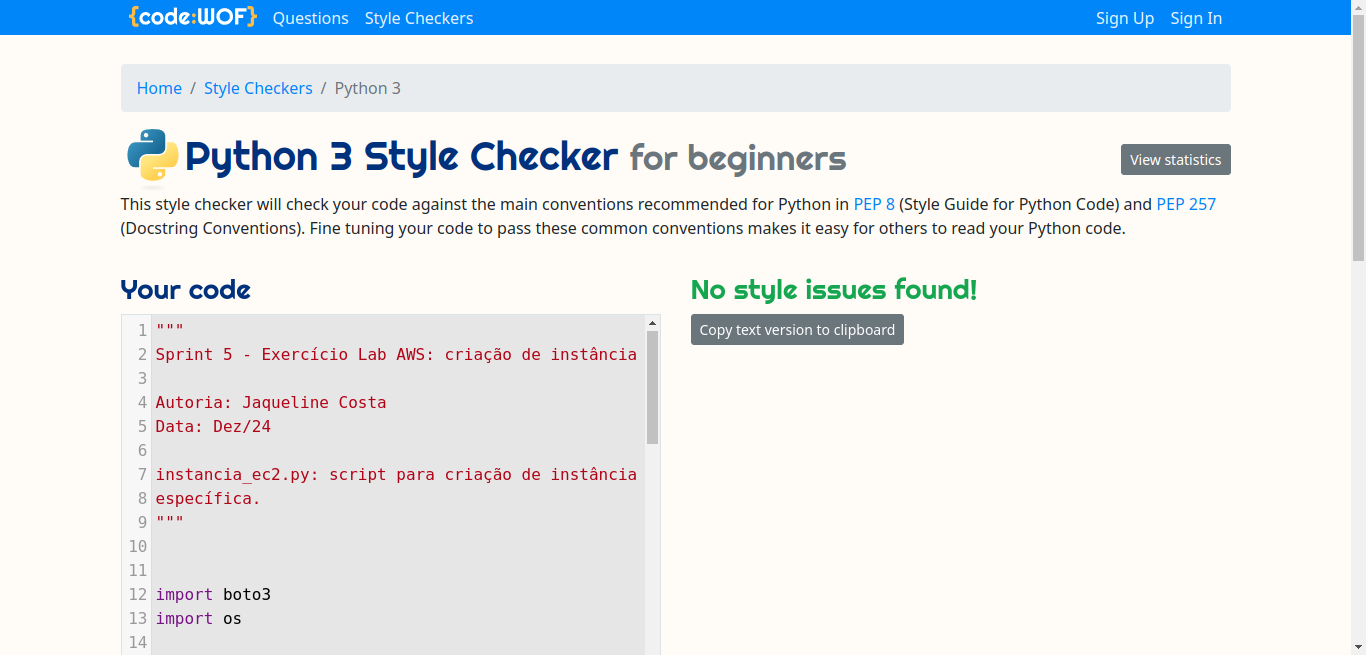 {code:WOF} Questions Style Checkers Sign Up Sign In
Home / Style Checkers / Python 3
Python 3 Style Checker for beginners
View statistics
This style checker will check your code against the main conventions recommended for Python in PEP 8 (Style Guide for Python Code) and PEP 257
(Docstring Conventions). Fine tuning your code to pass these common conventions makes it easy for others to read your Python code.
Your code
1 """
2 Sprint 5 - Exercício Lab AWS: criação de instância
3
4 Autoria: Jaqueline Costa
5 Data: Dez/24
6
7 instancia_ec2.py: script para criação de instância
8 específica.
9 """
10
11
12 import boto3
13 import os
14
No style issues found!
Copy text version to clipboard